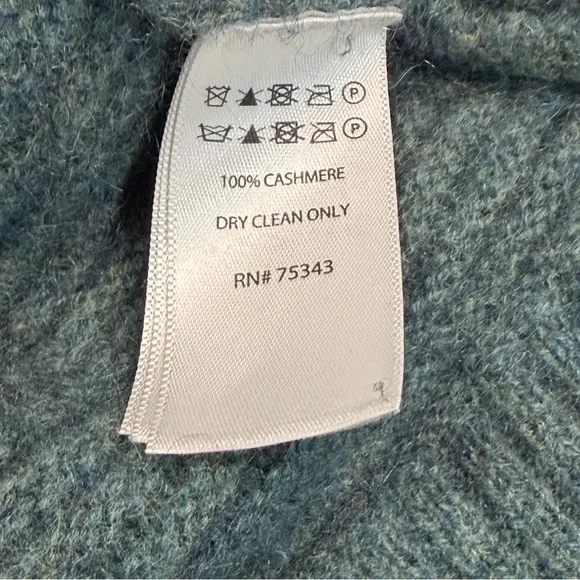 P
P
100% CASHMERE
DRY CLEAN ONLY
RN# 75343